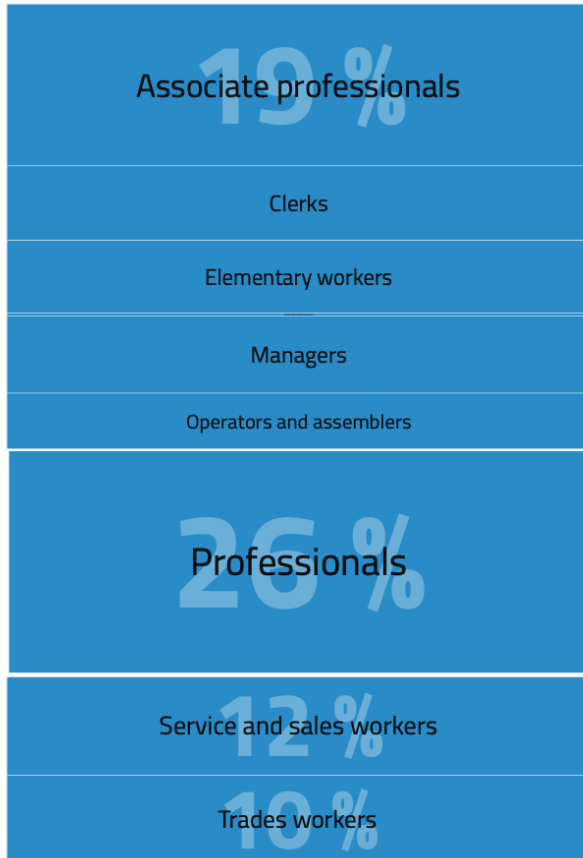 19 %
Associate professionals
Clerks
Elementary workers
Managers
Operators and assemblers
26 %
Professionals
12 %
Service and sales workers
10 %
Trades workers